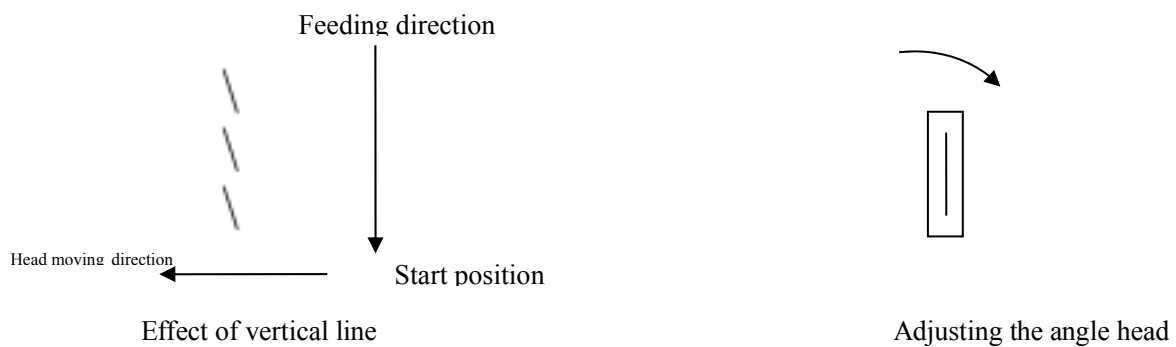 Feeding direction
Head moving direction
Start position
Effect of vertical line
Adjusting the angle head